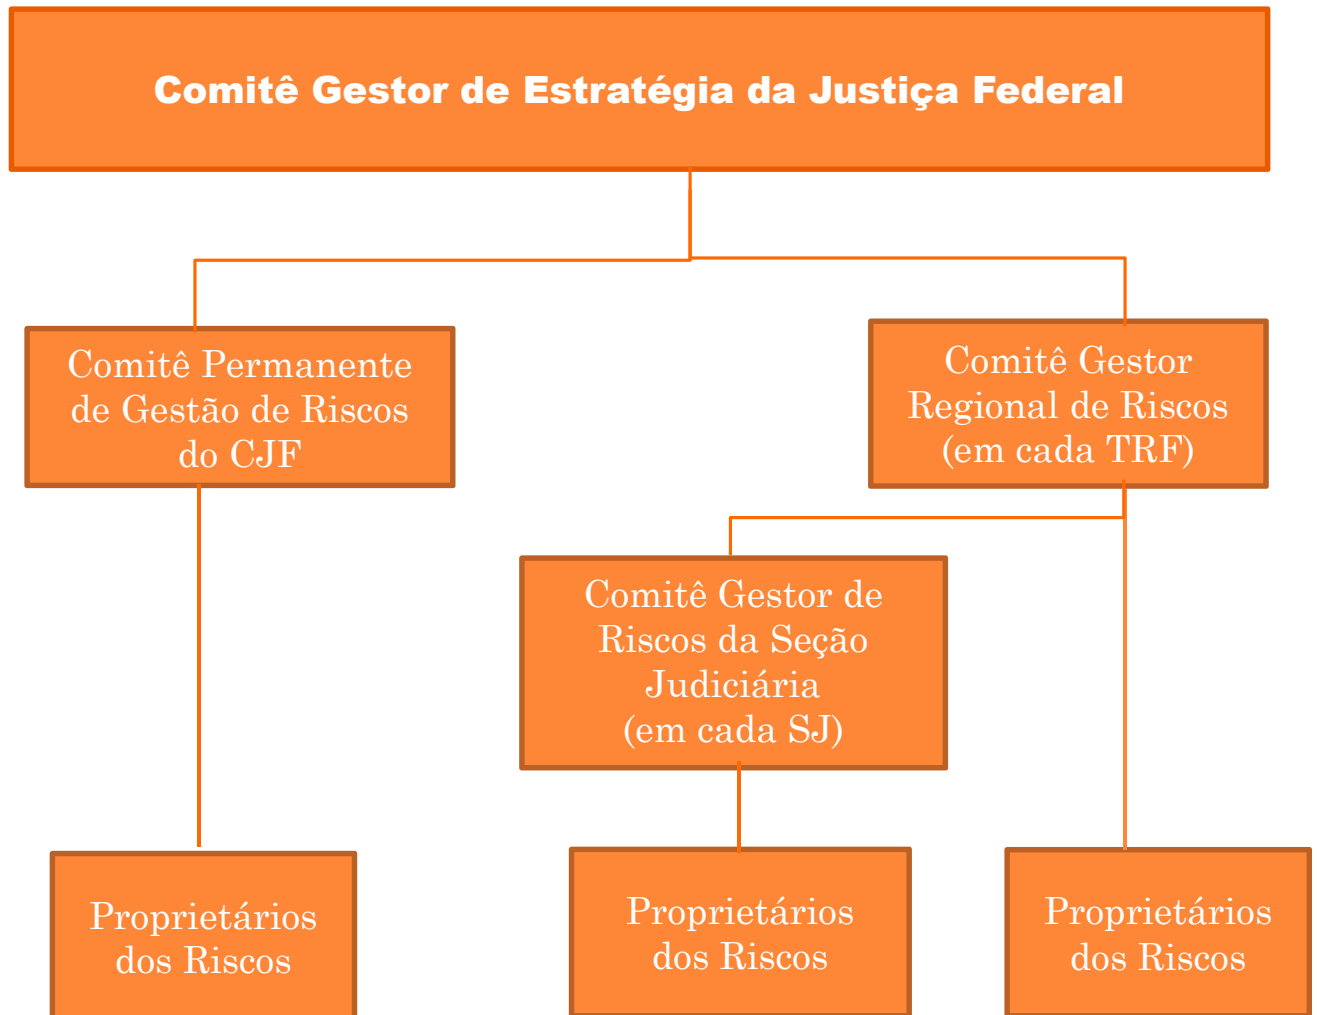 Comitê Gestor de Estratégia da Justiça Federal
Comitê Permanente
de Gestão de Riscos
do CJF
Comitê Gestor
Regional de Riscos
(em cada TRF)
Comitê Gestor de
Riscos da Seção
Judiciária
(em cada SJ)
Proprietários
dos Riscos
Proprietários
dos Riscos
Proprietários
dos Riscos